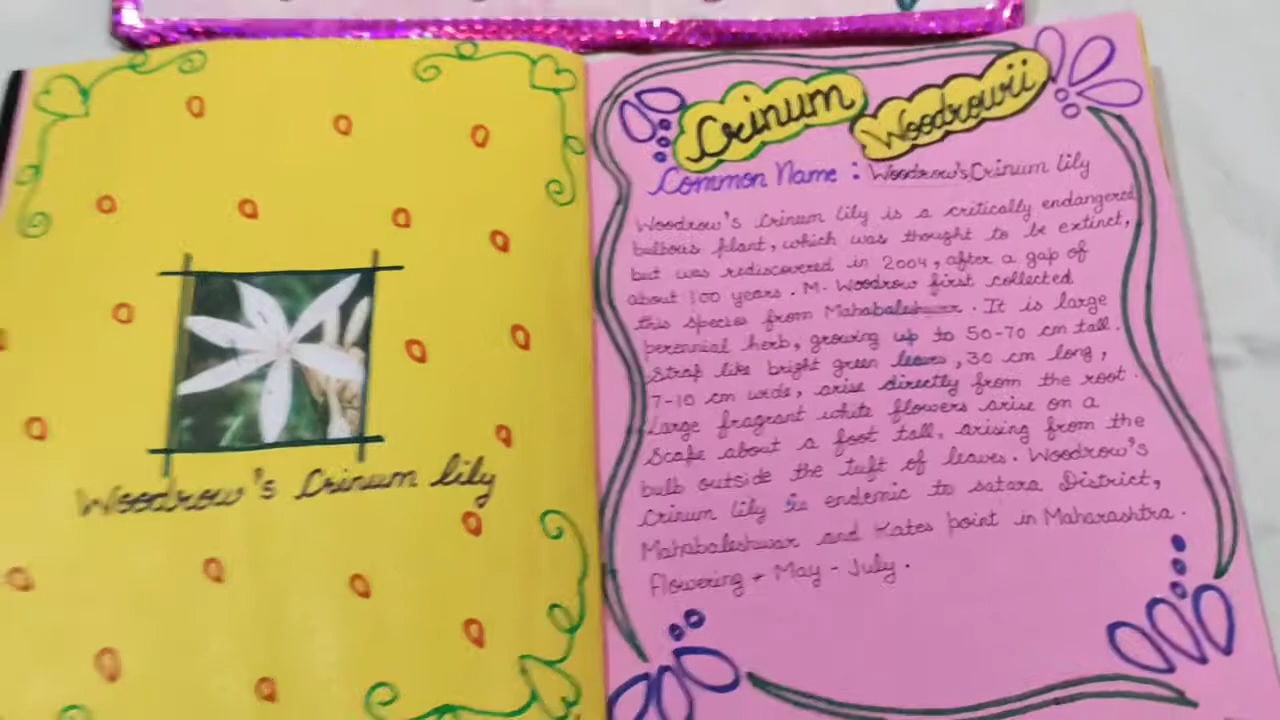 Woodrow's Crinum lily
Crinum Woodrowii
Common Name : Woodrow's Crinum lily
Woodrow's Crinum lily is a critically endangered
bulbous plant, which was thought to be extinct,
but was rediscovered in 2004, after a gap of
about 100 years. M. Woodrow first collected
this species from Mahabaleshwar. It is large
perennial herb, growing up to 50-70 cm tall.
Strap like bright green leaves, 30 cm long,
7-10 cm wide, arise directly from the root.
Large fragrant white flowers arise on a
Scape about a foot tall, arising from the
bulb outside the tuft of leaves. Woodrow's
Crinum lily is endemic to satara District,
Mahabaleshwar and Kates point in Maharashtra.
flowering → May - July.